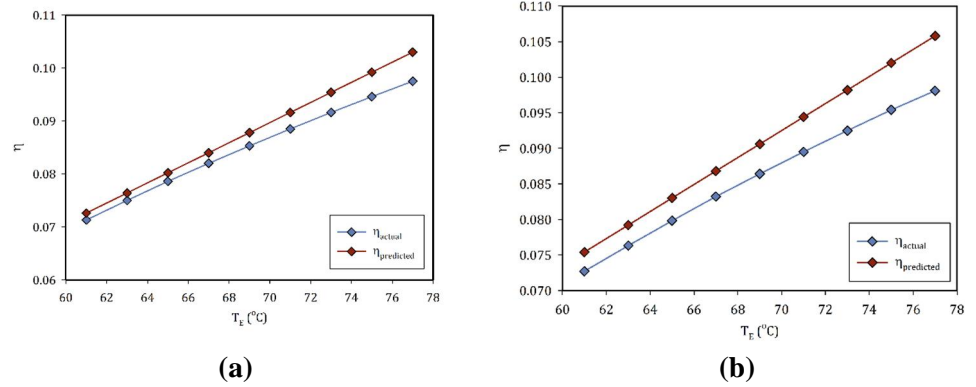 0.11
0.10
0.09
0.08
0.07
0.06
η
60 62 64 66 68 70 72 74 76 78
T_E (°C)
η_actual
η_predicted
(a)
0.110
0.105
0.100
0.095
0.090
0.085
0.080
0.075
0.070
η
60 62 64 66 68 70 72 74 76 78
T_E (°C)
η_actual
η_predicted
(b)